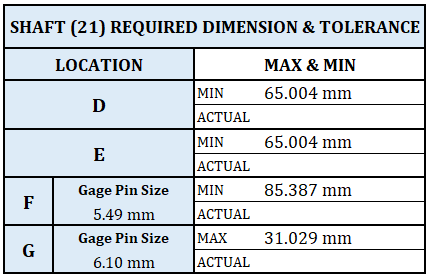 SHAFT (21) REQUIRED DIMENSION & TOLERANCE
LOCATION MAX & MIN
D MIN 65.004 mm
ACTUAL
E MIN 65.004 mm
ACTUAL
F Gage Pin Size MIN 85.387 mm
5.49 mm ACTUAL
G Gage Pin Size MAX 31.029 mm
6.10 mm ACTUAL